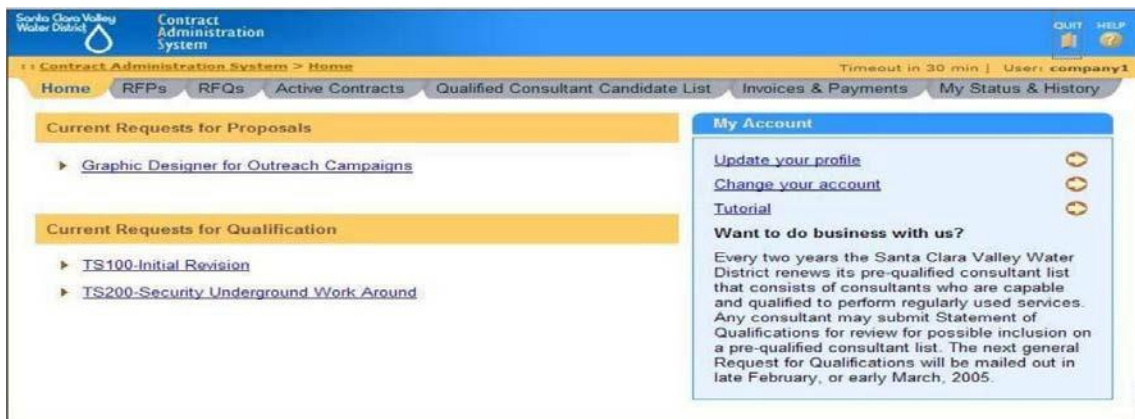 Santa Clara Valley
Water District
Contract
Administration
System
QUIT HELP
:: Contract Administration System > Home
Timeout in 30 min | User: company1
Home RFPs RFQs Active Contracts Qualified Consultant Candidate List Invoices & Payments My Status & History
Current Requests for Proposals
Graphic Designer for Outreach Campaigns
Current Requests for Qualification
TS100-Initial Revision
TS200-Security Underground Work Around
My Account
Update your profile
Change your account
Tutorial
Want to do business with us?
Every two years the Santa Clara Valley Water
District renews its pre-qualified consultant list
that consists of consultants who are capable
and qualified to perform regularly used services.
Any consultant may submit Statement of
Qualifications for review for possible inclusion on
a pre-qualified consultant list. The next general
Request for Qualifications will be mailed out in
late February, or early March, 2005.